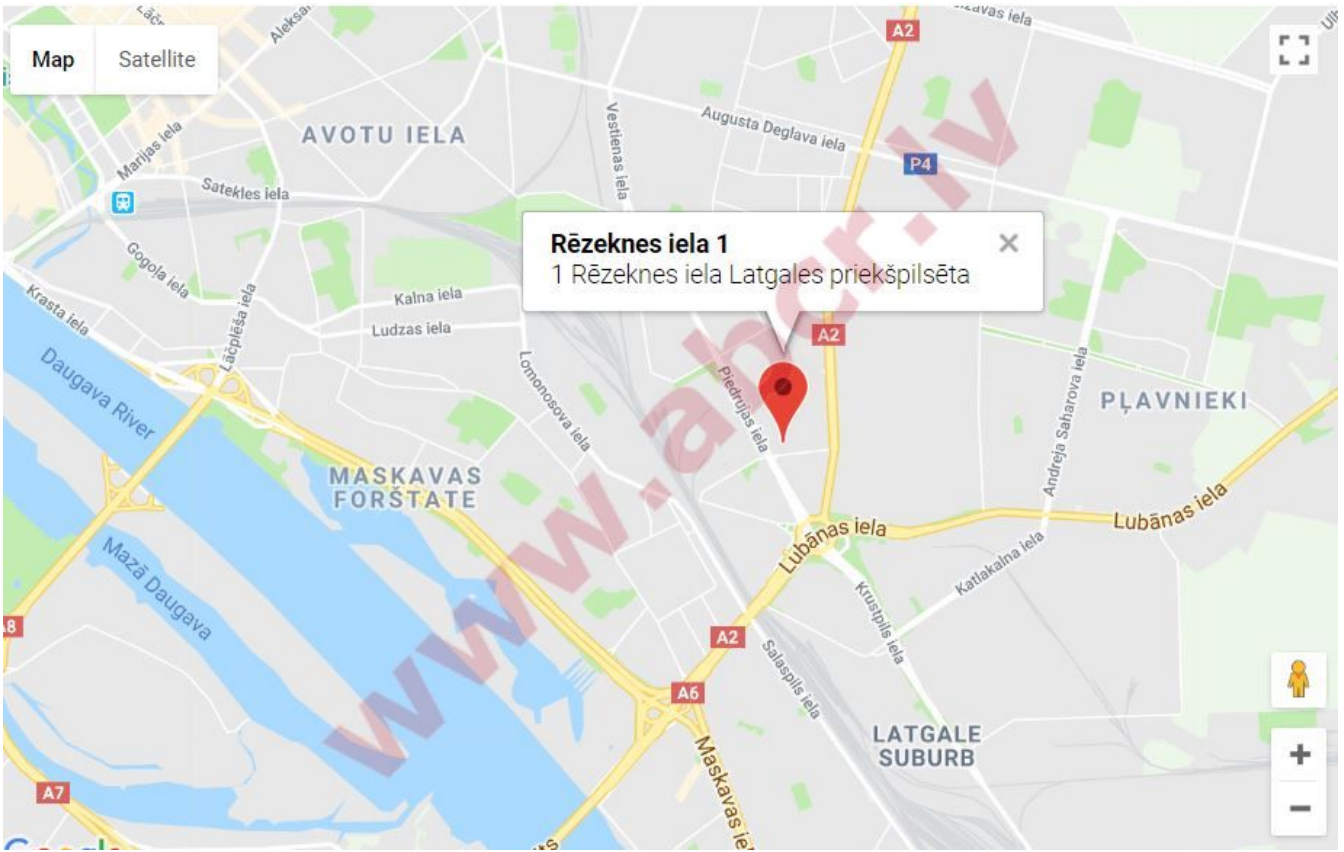 Map
Satellite
Marijas iela
AVOTU IELA
Satekles iela
Gogoļa iela
Krasta iela
Lāčplēša iela
Kalna iela
Ludzas iela
Daugava River
Mazā Daugava
MASKAVAS
FORŠTATE
Lomonosova iela
Vestienas iela
Augusta Deglava iela
A2
P4
Rēzeknes iela 1
1 Rēzeknes iela Latgales priekšpilsēta
A2
Piedrujas iela
PĻAVNIEKI
Andreja Saharova iela
Lubānas iela
Lubānas iela
Katlakalna iela
Krustpils iela
A2
A6
Salaspils iela
Maskavas iela
LATGALE
SUBURB
A7
www.abcr.lv